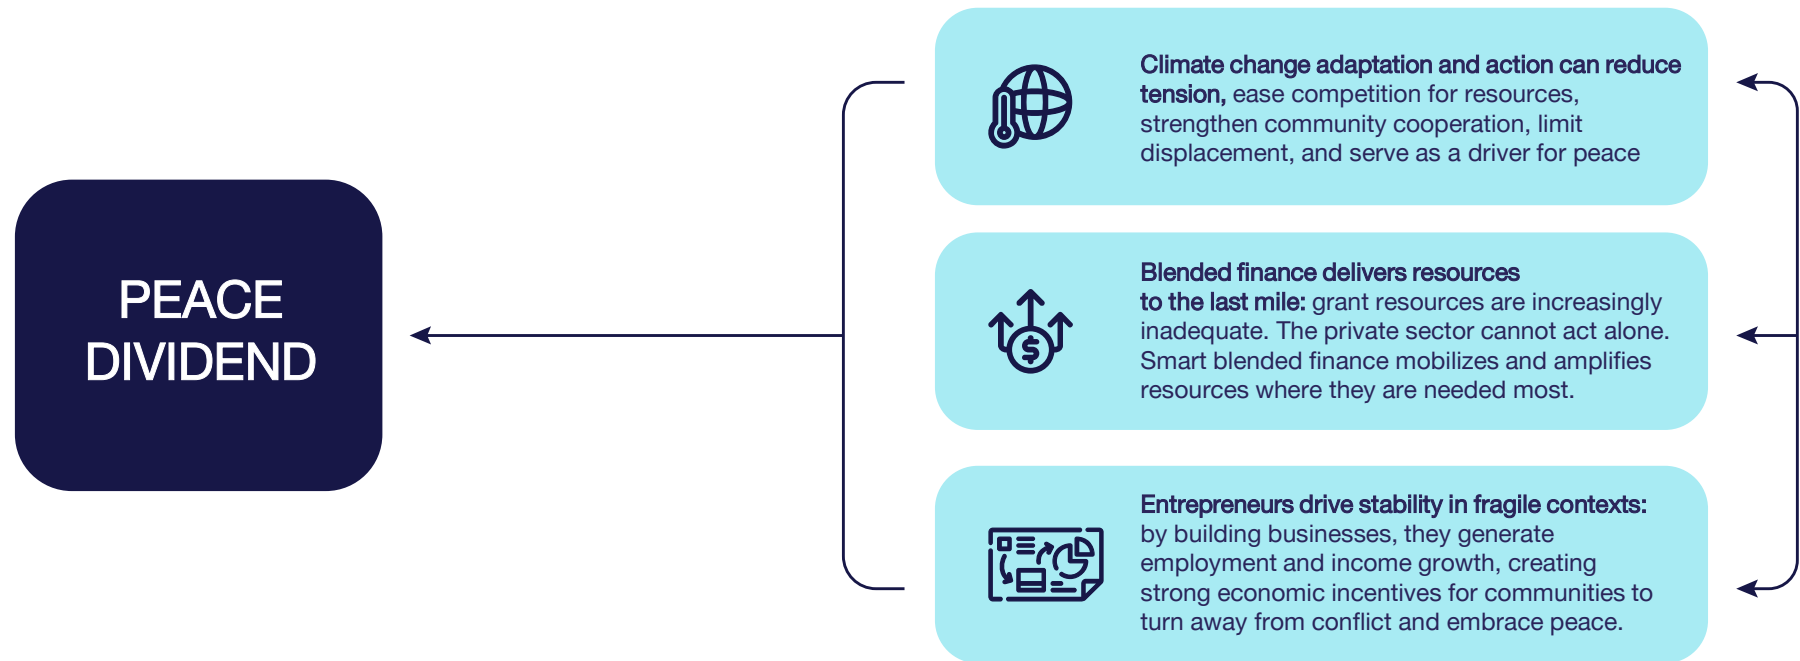 PEACE
DIVIDEND
Climate change adaptation and action can reduce
tension, ease competition for resources,
strengthen community cooperation, limit
displacement, and serve as a driver for peace
Blended finance delivers resources
to the last mile: grant resources are increasingly
inadequate. The private sector cannot act alone.
Smart blended finance mobilizes and amplifies
resources where they are needed most.
Entrepreneurs drive stability in fragile contexts:
by building businesses, they generate
employment and income growth, creating
strong economic incentives for communities to
turn away from conflict and embrace peace.